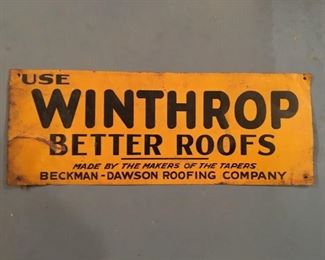 USE
WINTHROP
BETTER ROOFS
MADE BY THE MAKERS OF THE TAPERS
BECKMAN-DAWSON ROOFING COMPANY